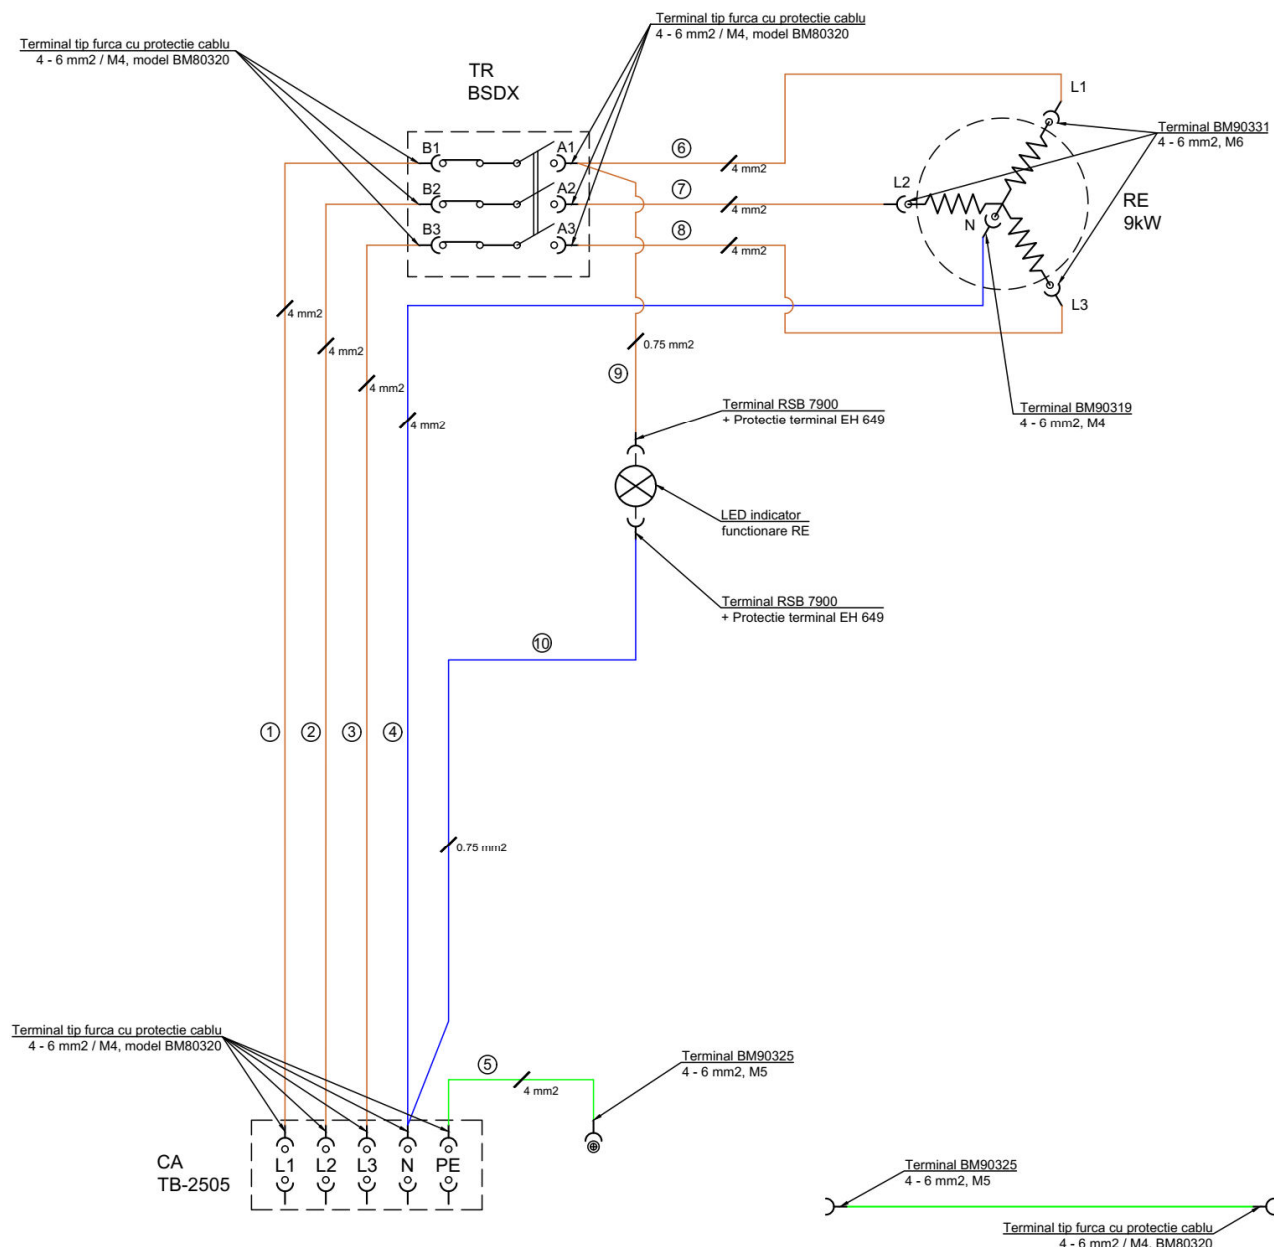 Terminal tip furca cu protectie cablu
4 - 6 mm2 / M4, model BM80320
Terminal tip furca cu protectie cablu
4 - 6 mm2 / M4, model BM80320
TR
BSDX
B1
A1
B2
A2
B3
A3
6
4 mm2
7
4 mm2
8
4 mm2
L1
L2
N
L3
Terminal BM90331
4 - 6 mm2, M6
RE
9kW
4 mm2
4 mm2
4 mm2
4 mm2
0.75 mm2
9
Terminal BM90319
4 - 6 mm2, M4
Terminal RSB 7900
+ Protectie terminal EH 649
LED indicator
functionare RE
Terminal RSB 7900
+ Protectie terminal EH 649
10
1
2
3
4
0.75 mm2
Terminal tip furca cu protectie cablu
4 - 6 mm2 / M4, model BM80320
5
4 mm2
Terminal BM90325
4 - 6 mm2, M5
CA
TB-2505
L1 L2 L3 N PE
Terminal BM90325
4 - 6 mm2, M5
Terminal tip furca cu protectie cablu
4 - 6 mm2 / M4, BM80320